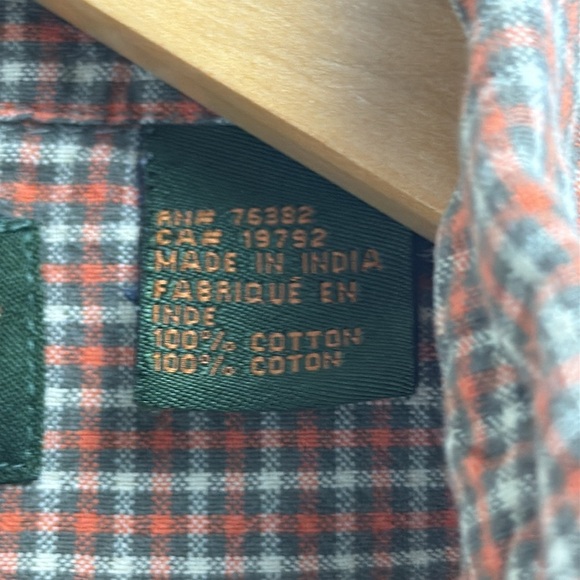 RN# 76382
CA# 19792
MADE IN INDIA
FABRIQUÉ EN
INDE
100% COTTON
100% COTON